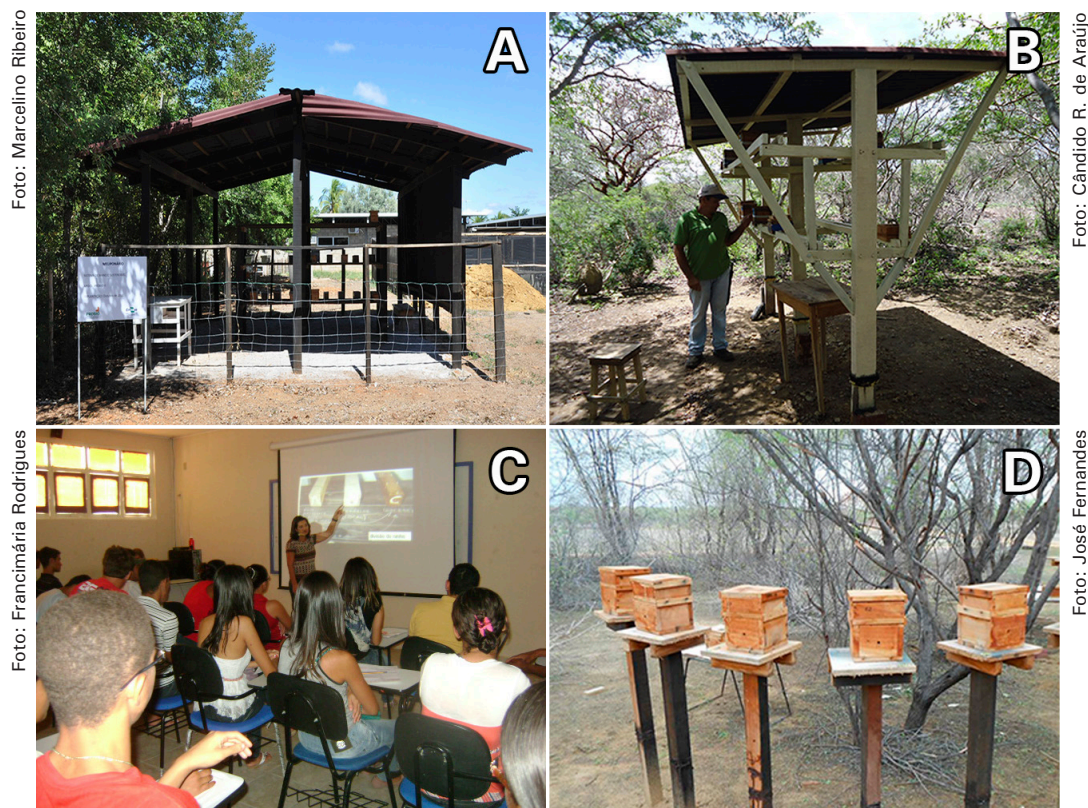 Foto: Marcelino Ribeiro
A
B
Foto: Cândido R. de Araújo
Foto: Francimária Rodrigues
C
D
Foto: José Fernandes